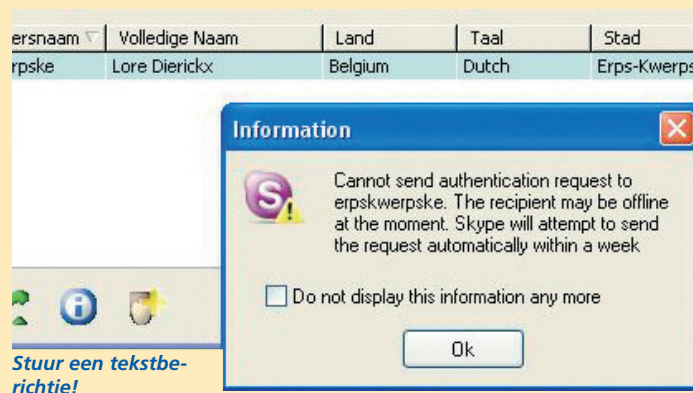 ersnaam Volledige Naam Land Taal Stad
rpske Lore Dierickx Belgium Dutch Erps-Kwerps
Information
Cannot send authentication request to
erpskwerpske. The recipient may be offline
at the moment. Skype will attempt to send
the request automatically within a week
Do not display this information any more
Ok
Stuur een tekstbe-
richtje!